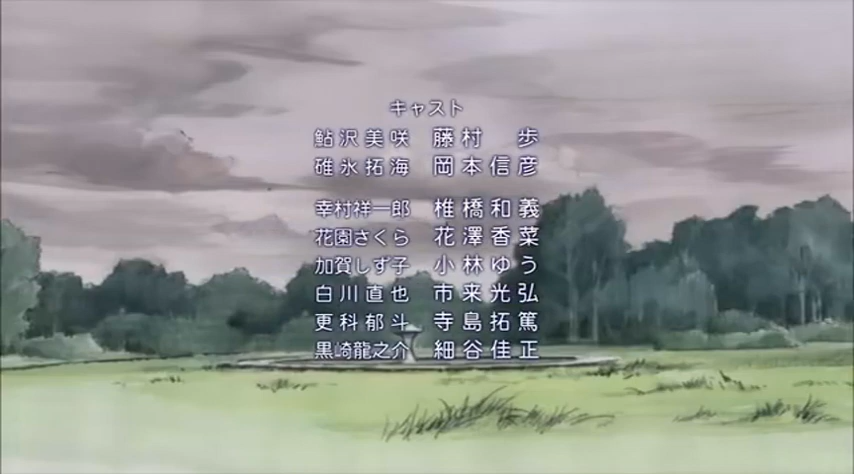 キャスト
鮎沢美咲 藤村 歩
碓氷拓海 岡本信彦
幸村祥一郎 椎橋和義
花園さくら 花澤香菜
加賀しず子 小林ゆう
白川直也 市来光弘
更科郁斗 寺島拓篤
黒崎龍之介 細谷佳正